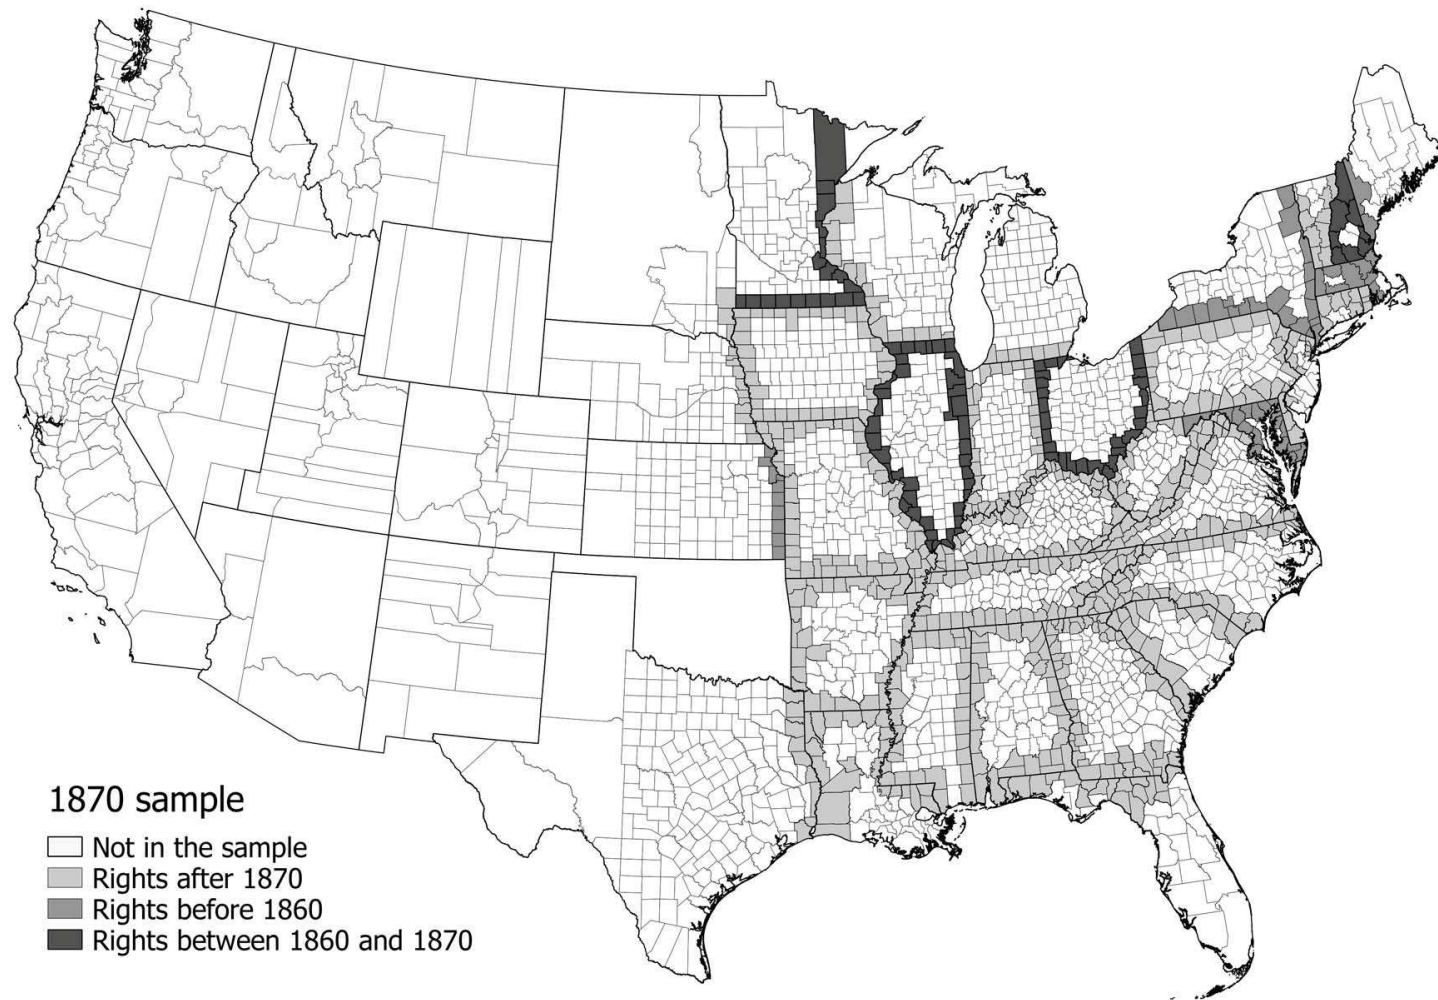 1870 sample
Not in the sample
Rights after 1870
Rights before 1860
Rights between 1860 and 1870